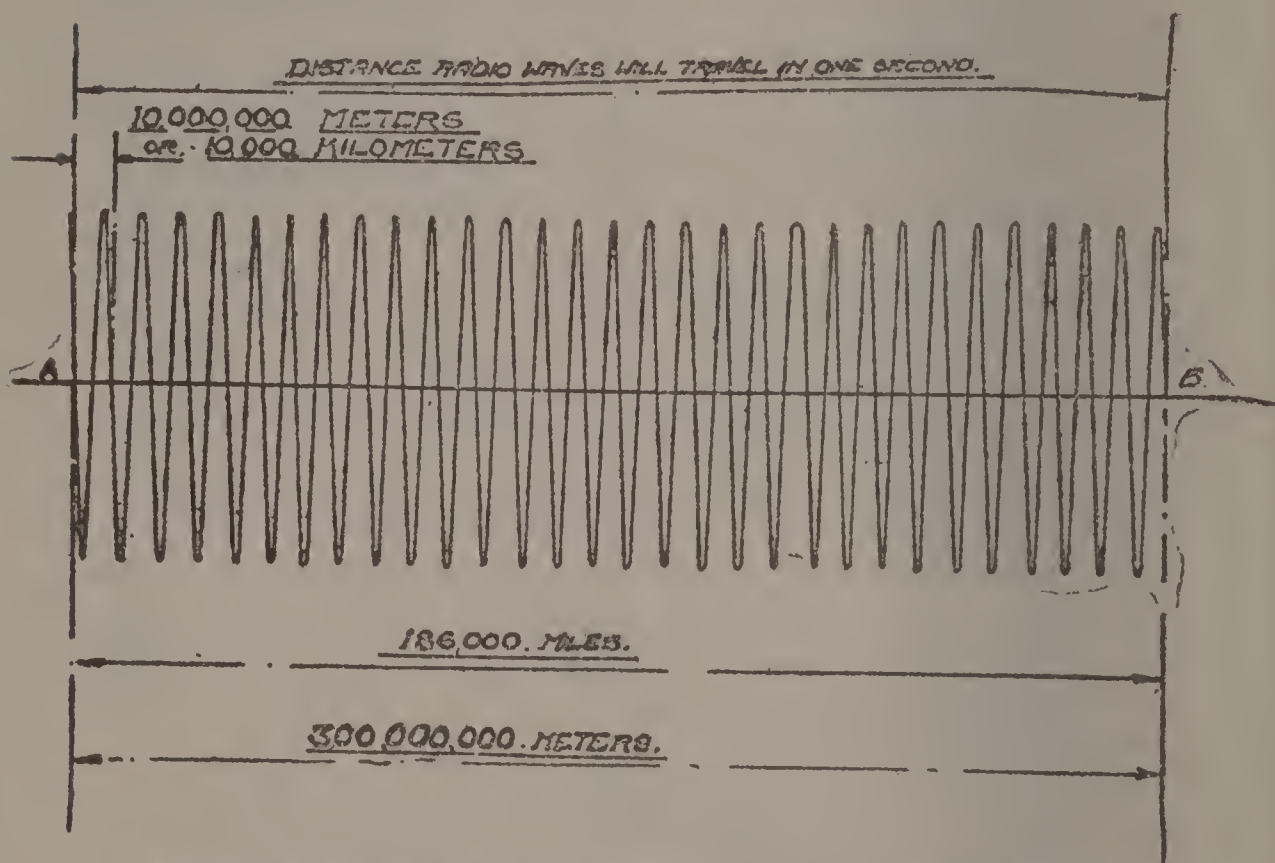 DISTANCE RADIO WAVES WILL TRAVEL IN ONE SECOND.
10,000,000 METERS
OR. 10,000 KILOMETERS
A
B.
186,000. MILES.
300,000,000. METERS.